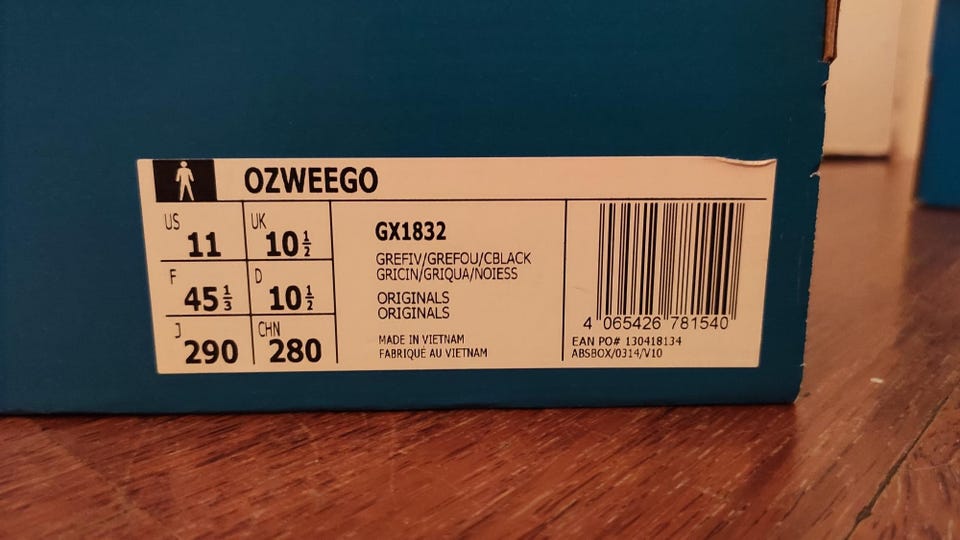 OZWEEGO
US 11
UK 10 1/2
F 45 1/3
D 10 1/2
J 290
CHN 280
GX1832
GREFIV/GREFOU/CBLACK
GRICIN/GRIQUA/NOIESS
ORIGINALS
ORIGINALS
MADE IN VIETNAM
FABRIQUÉ AU VIETNAM
4 065426 781540
EAN PO# 130418134
ABSBOX/0314/V10